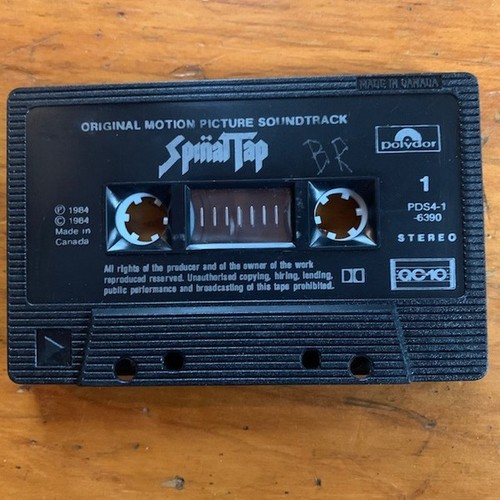 MADE IN CANADA
ORIGINAL MOTION PICTURE SOUNDTRACK
Spın̈al Tap
BR
polydor
1
PDS4-1
-6390
STEREO
℗ 1984
© 1984
Made in
Canada
All rights of the producer and of the owner of the work
reproduced reserved. Unauthorised copying, hiring, lending,
public performance and broadcasting of this tape prohibited.
QC-10